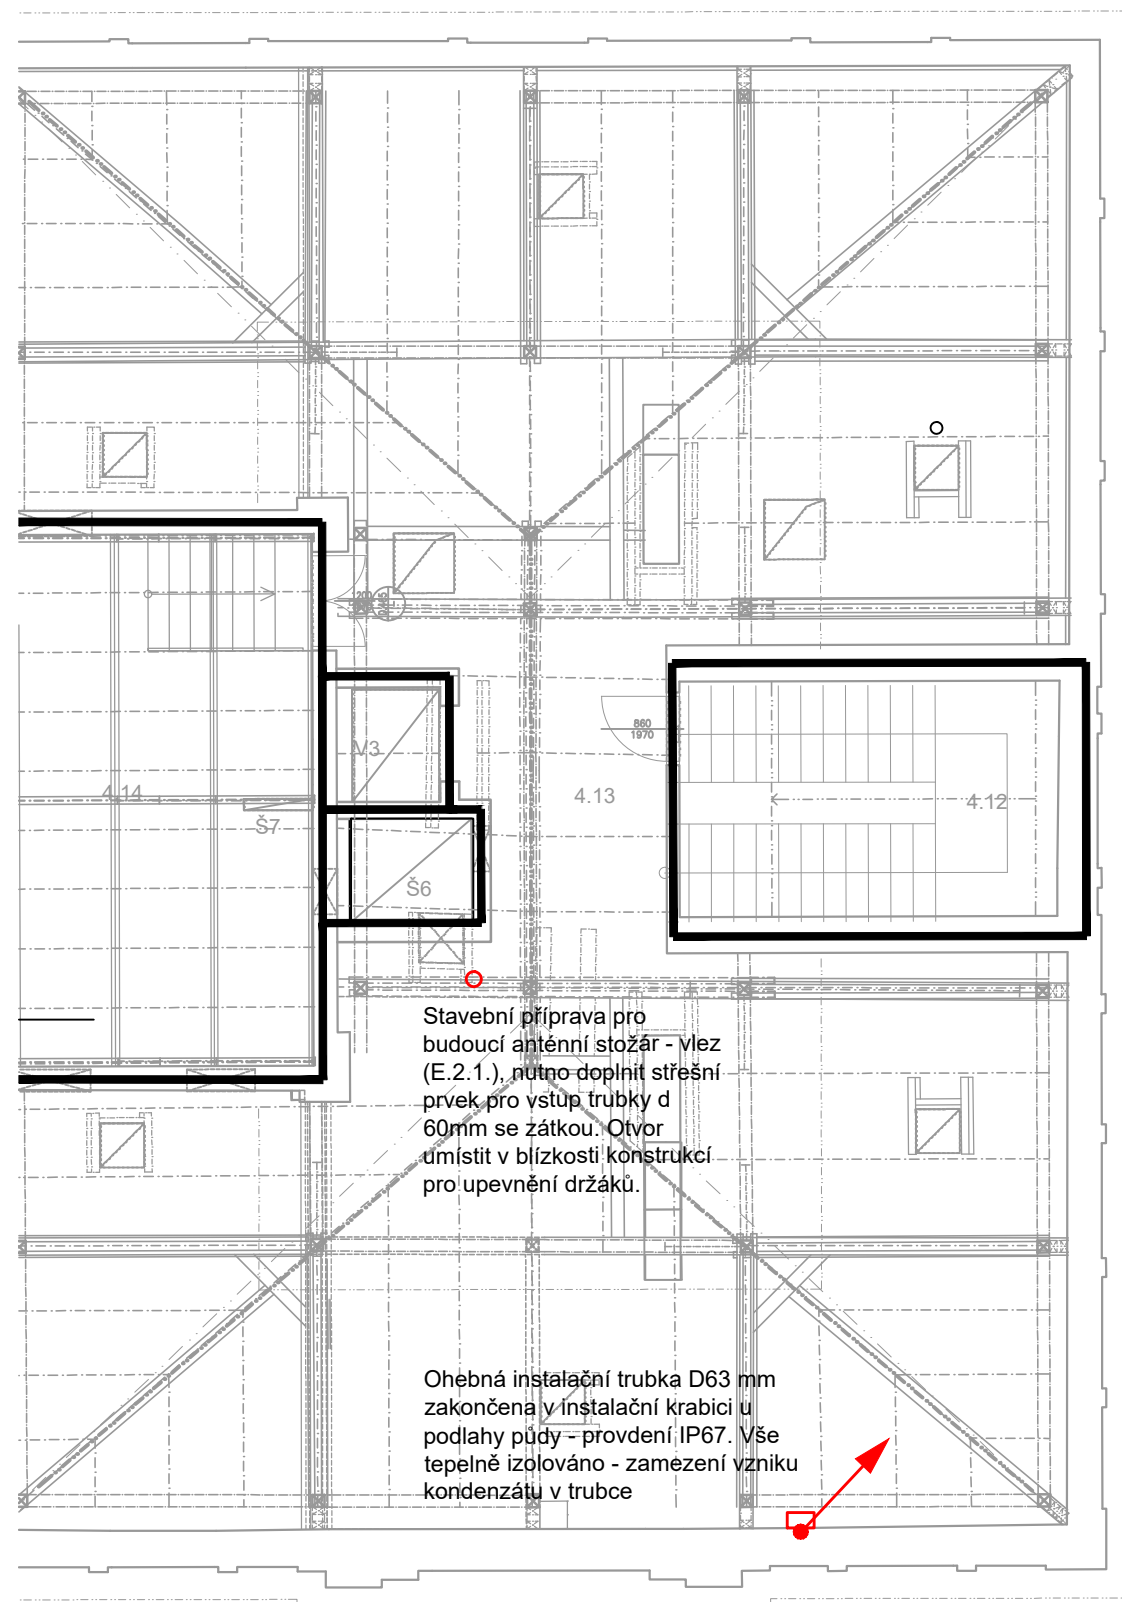 860
1970
V3
4.14
4.13
4.12
Š7
Š6
Stavební příprava pro
budoucí anténní stožár - vlez
(E.2.1.), nutno doplnit střešní
prvek pro vstup trubky d
60mm se zátkou. Otvor
umístit v blízkosti konstrukcí
pro upevnění držáků.
Ohebná instalační trubka D63 mm
zakončena v instalační krabici u
podlahy půdy - provdení IP67. Vše
tepelně izolováno - zamezení vzniku
kondenzátu v trubce